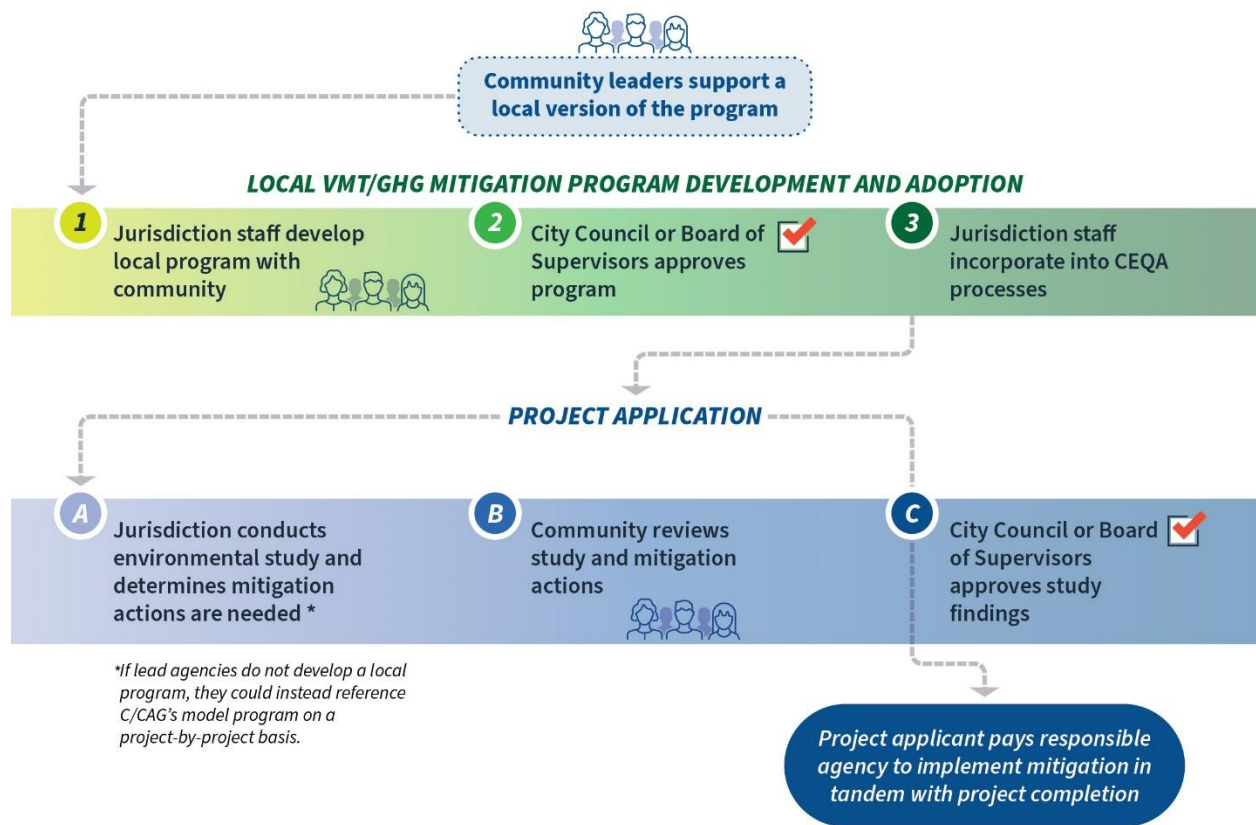 Community leaders support a
local version of the program
LOCAL VMT/GHG MITIGATION PROGRAM DEVELOPMENT AND ADOPTION
1
Jurisdiction staff develop
local program with
community
2
City Council or Board of
Supervisors approves
program
3
Jurisdiction staff
incorporate into CEQA
processes
PROJECT APPLICATION
A
Jurisdiction conducts
environmental study and
determines mitigation
actions are needed *
B
Community reviews
study and mitigation
actions
C
City Council or Board
of Supervisors
approves study
findings
*If lead agencies do not develop a local
program, they could instead reference
C/CAG's model program on a
project-by-project basis.
Project applicant pays responsible
agency to implement mitigation in
tandem with project completion